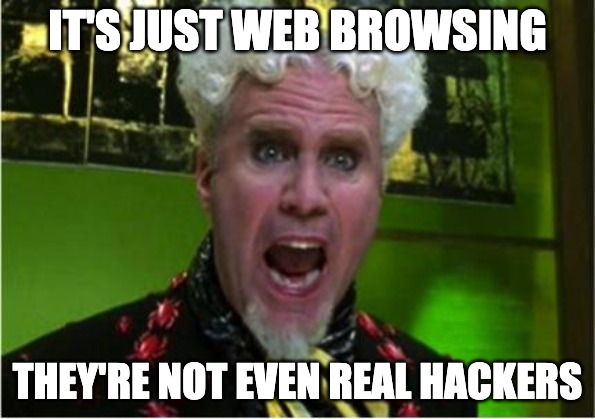 IT'S JUST WEB BROWSING
THEY'RE NOT EVEN REAL HACKERS